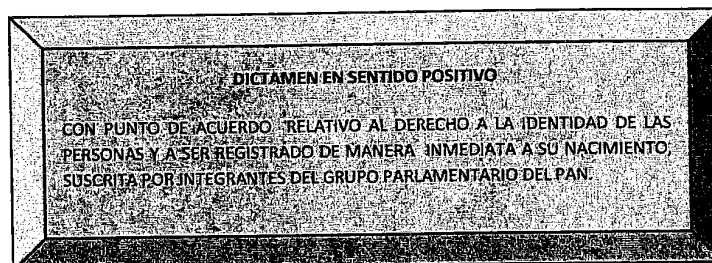 DICTAMEN EN SENTIDO POSITIVO
CON PUNTO DE ACUERDO RELATIVO AL DERECHO A LA IDENTIDAD DE LAS
PERSONAS Y A SER REGISTRADO DE MANERA INMEDIATA A SU NACIMIENTO,
SUSCRITA POR INTEGRANTES DEL GRUPO PARLAMENTARIO DEL PAN.